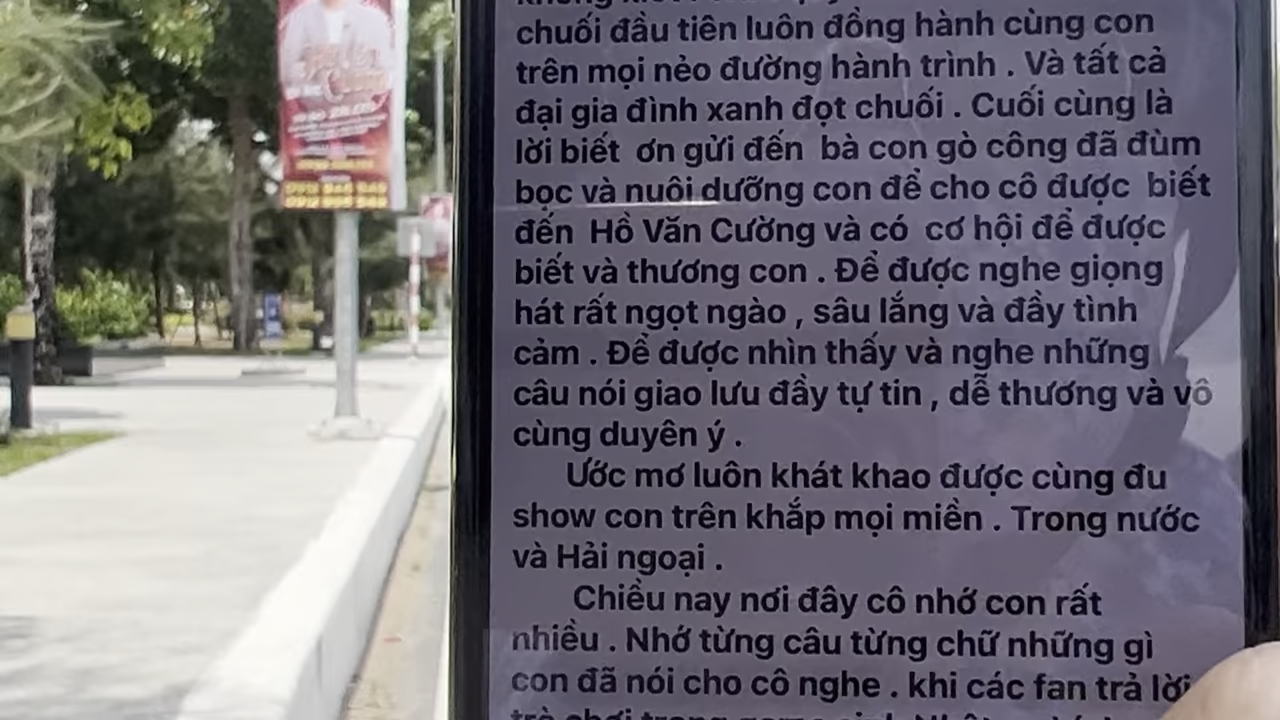 chuối đầu tiên luôn đồng hành cùng con
trên mọi nẻo đường hành trình . Và tất cả
đại gia đình xanh đọt chuối . Cuối cùng là
lời biết ơn gửi đến bà con gò công đã đùm
bọc và nuôi dưỡng con để cho cô được biết
đến Hồ Văn Cường và có cơ hội để được
biết và thương con . Để được nghe giọng
hát rất ngọt ngào , sâu lắng và đầy tình
cảm . Để được nhìn thấy và nghe những
câu nói giao lưu đầy tự tin , dễ thương và vô
cùng duyên ý .
Ước mơ luôn khát khao được cùng đu
show con trên khắp mọi miền . Trong nước
và Hải ngoại .
Chiều nay nơi đây cô nhớ con rất
nhiều . Nhớ từng câu từng chữ những gì
con đã nói cho cô nghe . khi các fan trả lời